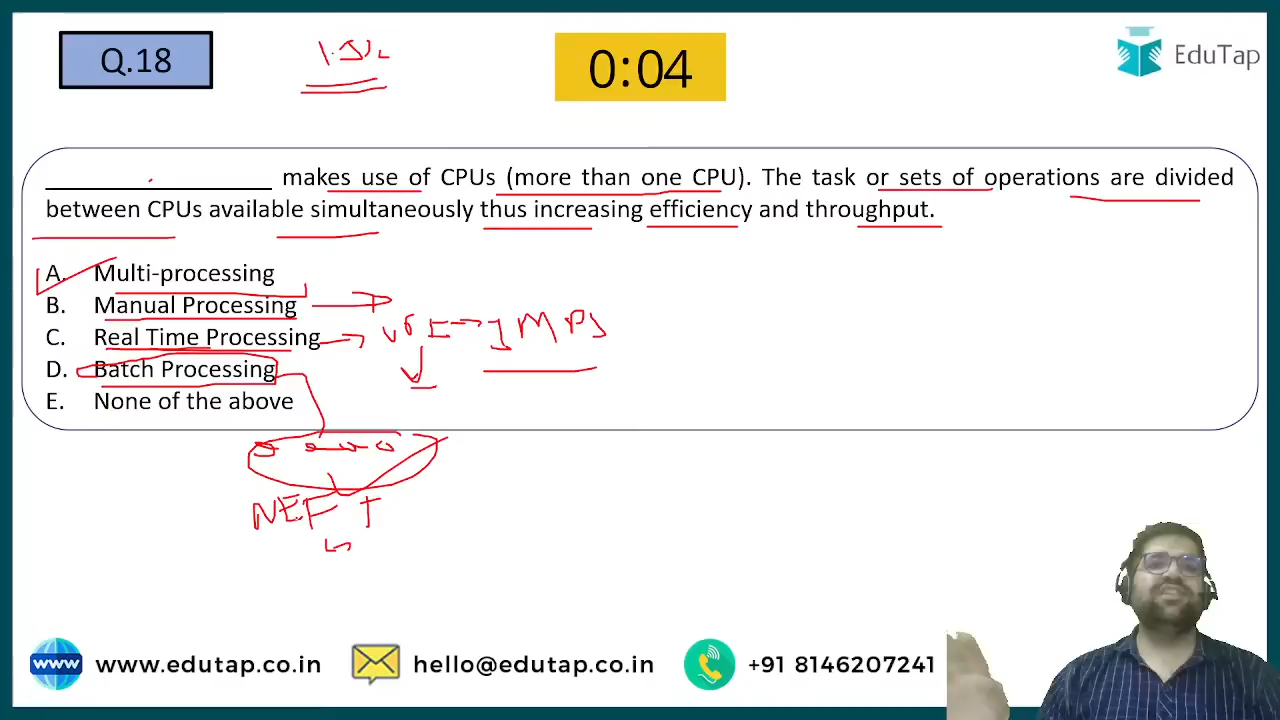 Q.18
0:04
EduTap
______________ makes use of CPUs (more than one CPU). The task or sets of operations are divided
between CPUs available simultaneously thus increasing efficiency and throughput.
A. Multi-processing
B. Manual Processing
C. Real Time Processing
D. Batch Processing
E. None of the above
IMPS
NEFT
www
www.edutap.co.in
hello@edutap.co.in
+91 8146207241